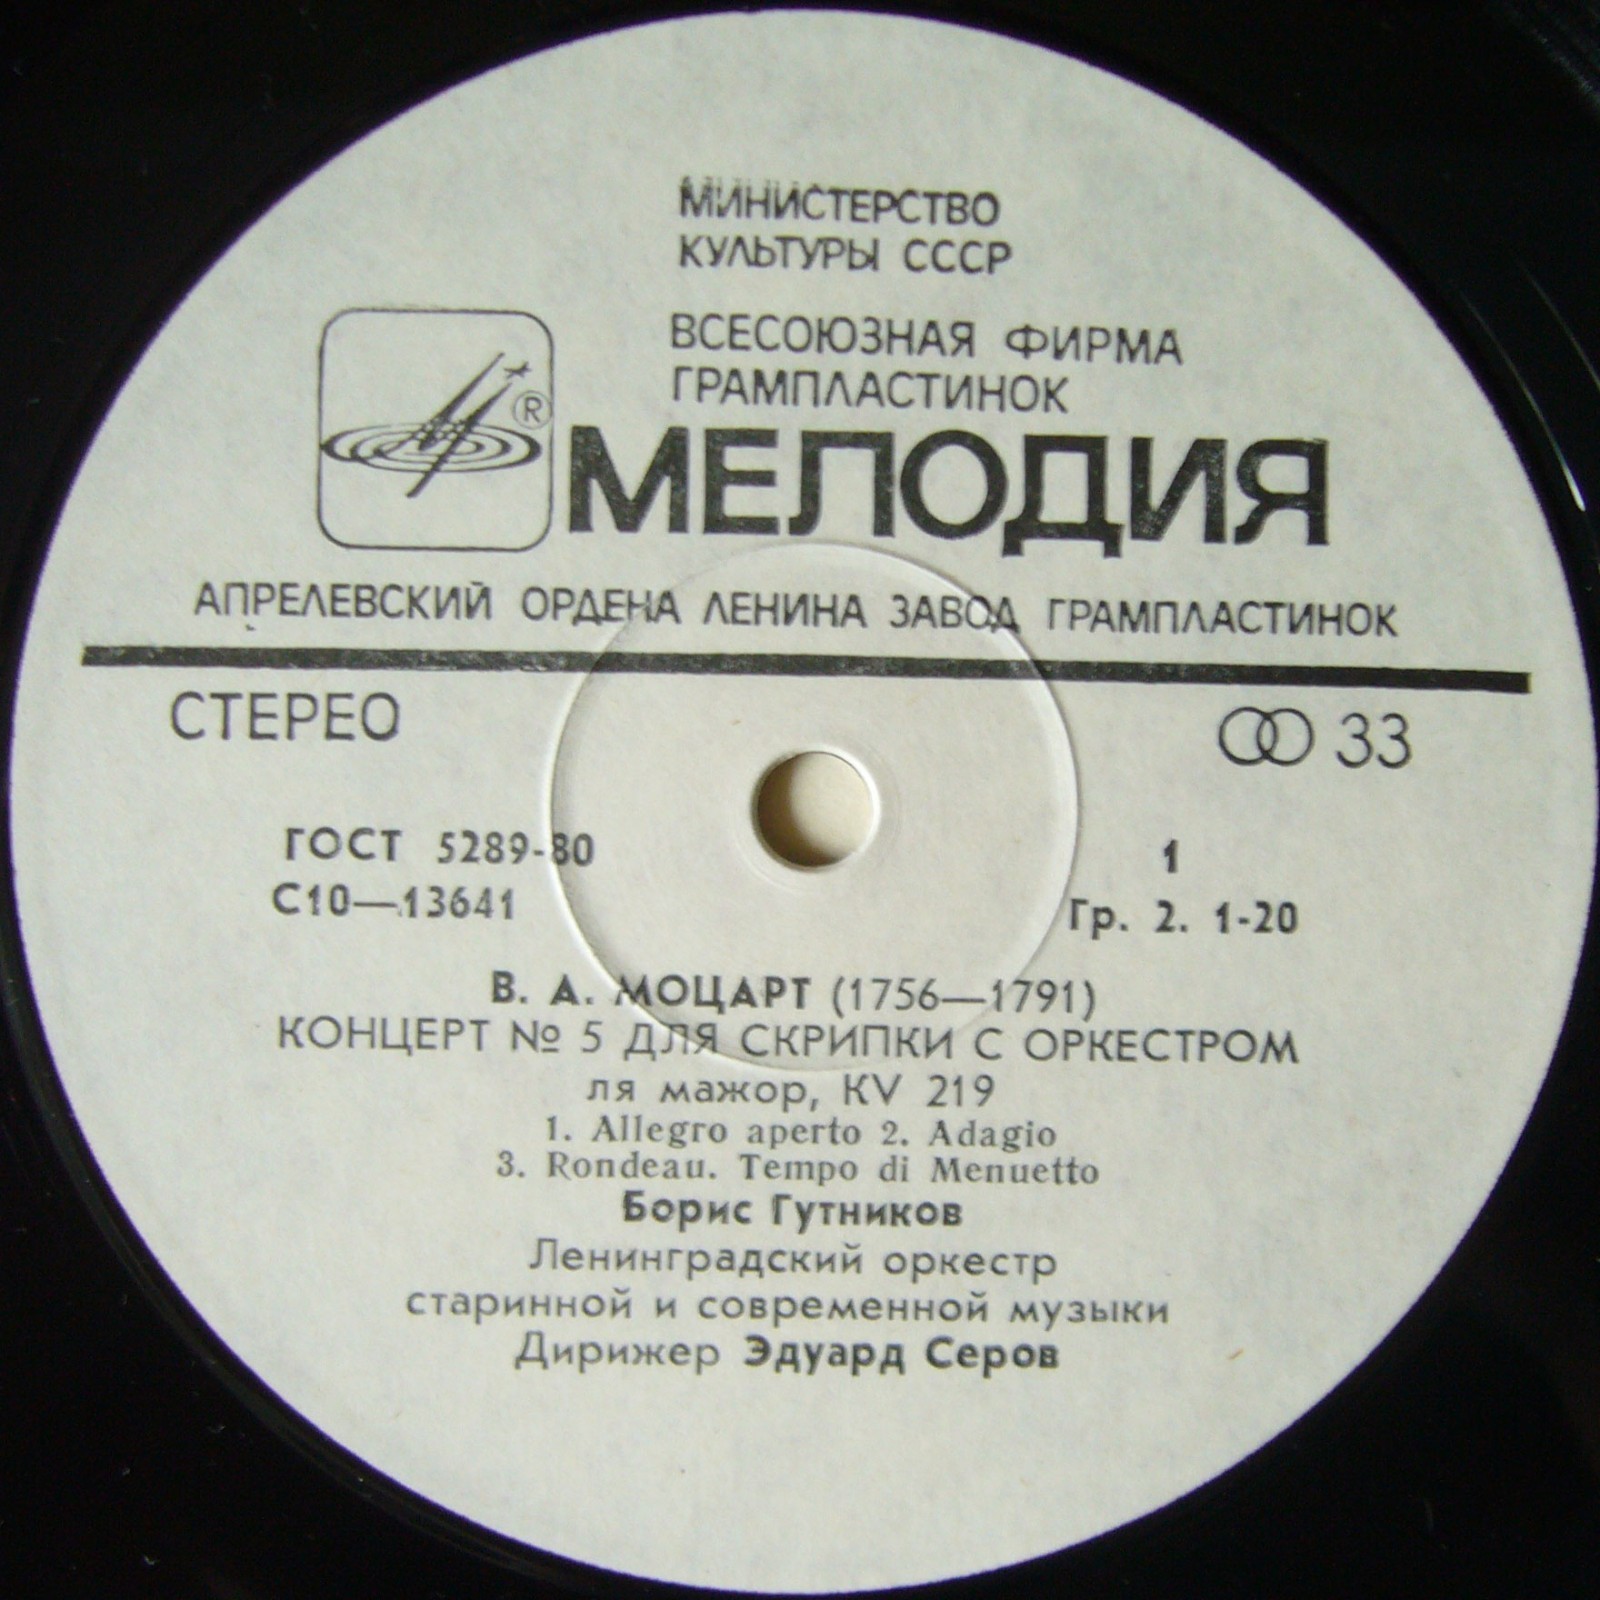 МИНИСТЕРСТВО
КУЛЬТУРЫ СССР
ВСЕСОЮЗНАЯ ФИРМА
ГРАМПЛАСТИНОК
®
МЕЛОДИЯ
АПРЕЛЕВСКИЙ ОРДЕНА ЛЕНИНА ЗАВОД ГРАМПЛАСТИНОК
СТЕРЕО
33
ГОСТ 5289-80
1
С10—13641
Гр. 2. 1-20
В. А. МОЦАРТ (1756—1791)
КОНЦЕРТ № 5 ДЛЯ СКРИПКИ С ОРКЕСТРОМ
ля мажор, KV 219
1. Allegro aperto 2. Adagio
3. Rondeau. Tempo di Menuetto
Борис Гутников
Ленинградский оркестр
старинной и современной музыки
Дирижер Эдуард Серов